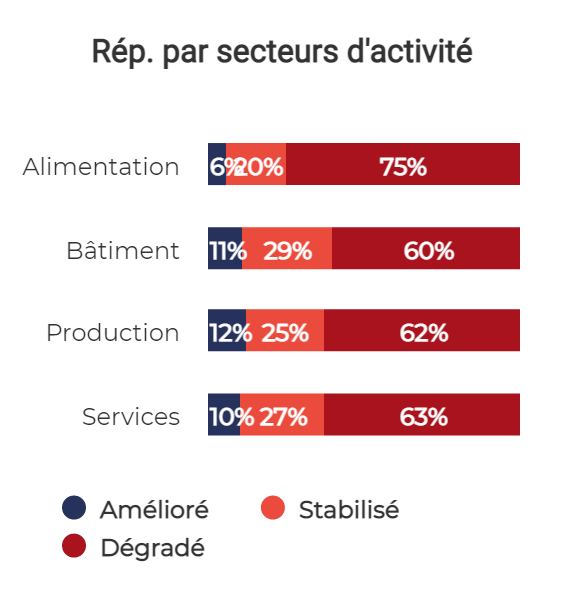 Rép. par secteurs d'activité
Alimentation 6% 20% 75%
Bâtiment 11% 29% 60%
Production 12% 25% 62%
Services 10% 27% 63%
Amélioré Stabilisé
Dégradé